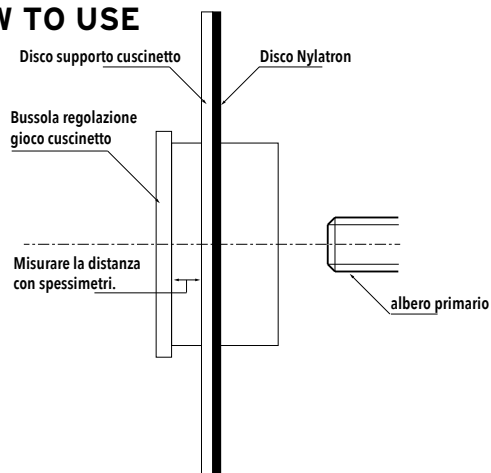 W TO USE
Disco supporto cuscinetto
Disco Nylatron
Bussola regolazione
gioco cuscinetto
Misurare la distanza
con spessimetri.
albero primario